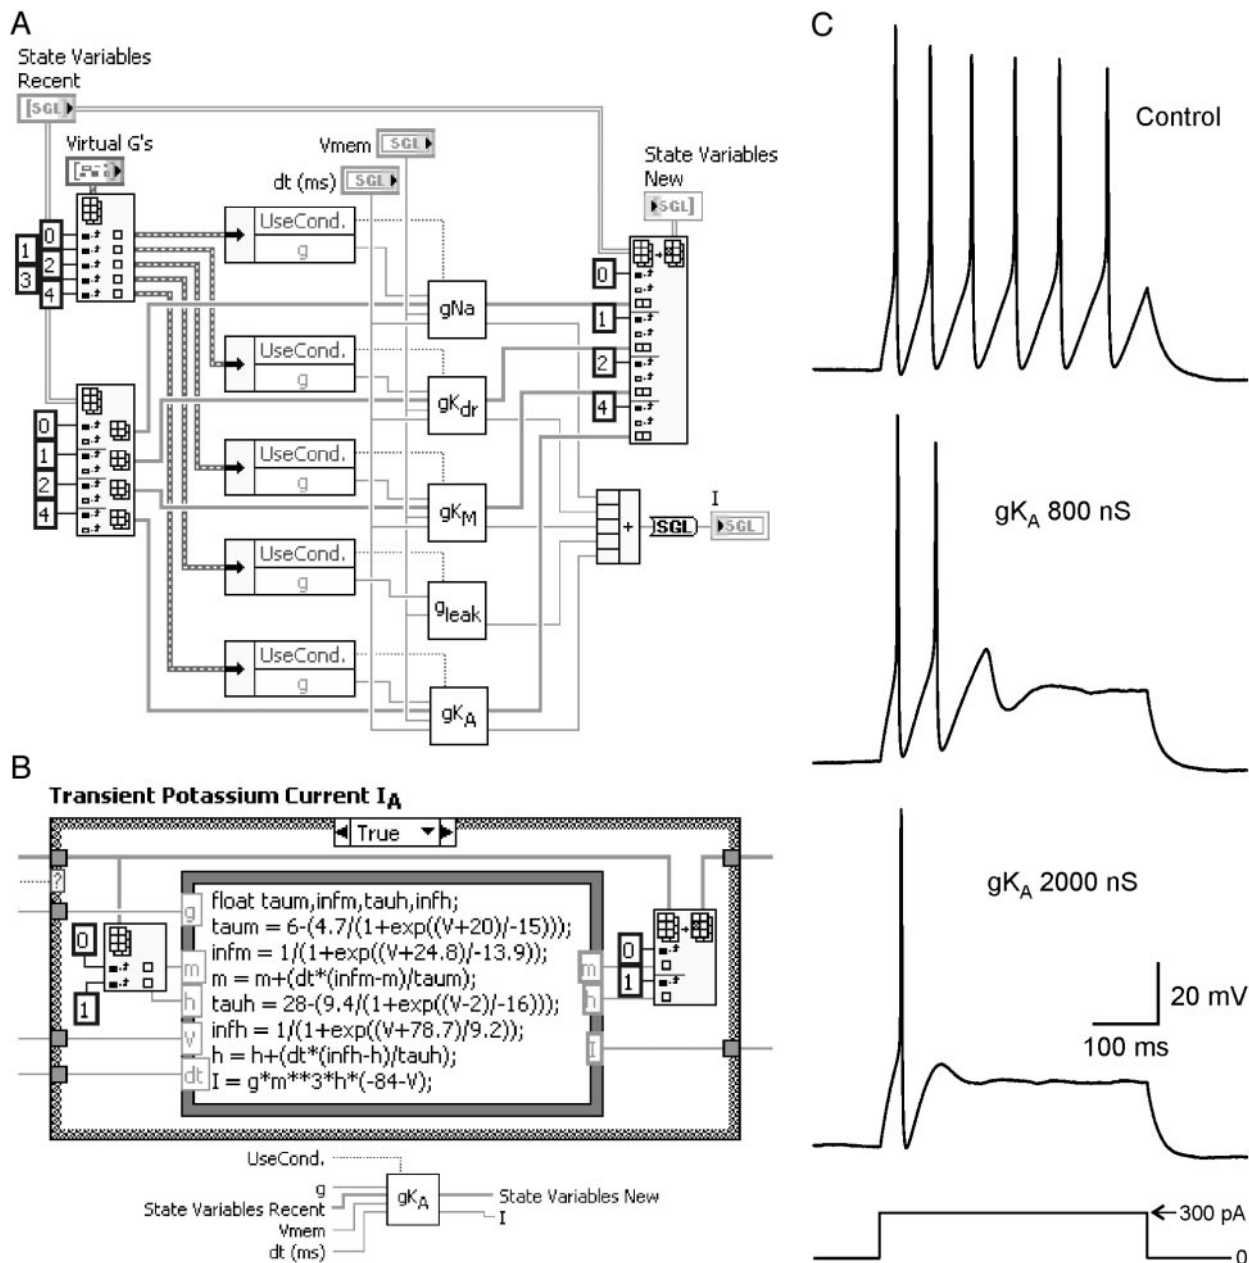 A
State Variables
Recent
[SGL]
Virtual G's
Vmem
SGL
dt (ms)
SGL
State Variables
New
SGL]
0
1
2
3
4
UseCond.
g
gNa
0
1
2
4
UseCond.
g
gKdr
0
1
2
4
UseCond.
g
gKM
UseCond.
g
gleak
UseCond.
g
gKA
+
SGL
I
SGL
B
Transient Potassium Current IA
True
?
0
1
g
m
h
V
dt
float taum,infm,tauh,infh;
taum = 6-(4.7/(1+exp((V+20)/-15)));
infm = 1/(1+exp((V+24.8)/-13.9));
m = m+(dt*(infm-m)/taum);
tauh = 28-(9.4/(1+exp((V-2)/-16)));
infh = 1/(1+exp((V+78.7)/9.2));
h = h+(dt*(infh-h)/tauh);
I = g*m**3*h*(-84-V);
m
h
I
0
1
UseCond.
g
State Variables Recent
Vmem
dt (ms)
gKA
State Variables New
I
C
Control
gKA 800 nS
gKA 2000 nS
20 mV
100 ms
300 pA
0